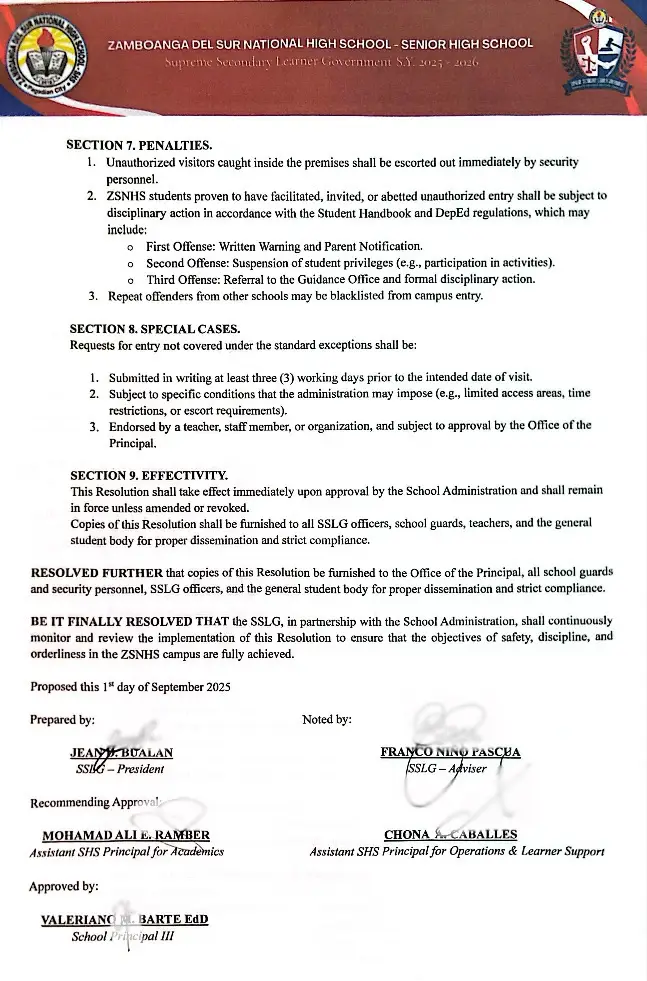 ZAMBOANGA DEL SUR NATIONAL HIGH SCHOOL - SENIOR HIGH SCHOOL
Supreme Secondary Learner Government S.Y. 2025 - 2026
SECTION 7. PENALTIES.
1. Unauthorized visitors caught inside the premises shall be escorted out immediately by security
personnel.
2. ZSNHS students proven to have facilitated, invited, or abetted unauthorized entry shall be subject to
disciplinary action in accordance with the Student Handbook and DepEd regulations, which may
include:
o First Offense: Written Warning and Parent Notification.
o Second Offense: Suspension of student privileges (e.g., participation in activities).
o Third Offense: Referral to the Guidance Office and formal disciplinary action.
3. Repeat offenders from other schools may be blacklisted from campus entry.
SECTION 8. SPECIAL CASES.
Requests for entry not covered under the standard exceptions shall be:
1. Submitted in writing at least three (3) working days prior to the intended date of visit.
2. Subject to specific conditions that the administration may impose (e.g., limited access areas, time
restrictions, or escort requirements).
3. Endorsed by a teacher, staff member, or organization, and subject to approval by the Office of the
Principal.
SECTION 9. EFFECTIVITY.
This Resolution shall take effect immediately upon approval by the School Administration and shall remain
in force unless amended or revoked.
Copies of this Resolution shall be furnished to all SSLG officers, school guards, teachers, and the general
student body for proper dissemination and strict compliance.
RESOLVED FURTHER that copies of this Resolution be furnished to the Office of the Principal, all school guards
and security personnel, SSLG officers, and the general student body for proper dissemination and strict compliance.
BE IT FINALLY RESOLVED THAT the SSLG, in partnership with the School Administration, shall continuously
monitor and review the implementation of this Resolution to ensure that the objectives of safety, discipline, and
orderliness in the ZSNHS campus are fully achieved.
Proposed this 1st day of September 2025
Prepared by: Noted by:
BUALAN FRANCO NINO PASCUA
SSLG – President SSLG – Adviser
Recommending Approval:
MOHAMAD ALI E. RAMBER CHONA A. CABALLES
Assistant SHS Principal for Academics Assistant SHS Principal for Operations & Learner Support
Approved by:
VALERIANO BARTE EdD
School Principal III